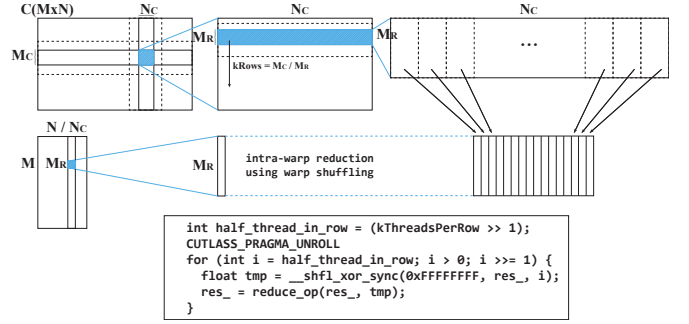 C(MxN)
NC
NC
NC
MC
MR
MR
kRows = MC / MR
...
N / NC
M
MR
MR
intra-warp reduction
using warp shuffling
int half_thread_in_row = (kThreadsPerRow >> 1);
CUTLASS_PRAGMA_UNROLL
for (int i = half_thread_in_row; i > 0; i >>= 1) {
float tmp = __shfl_xor_sync(0xFFFFFFFF, res_, i);
res_ = reduce_op(res_, tmp);
}